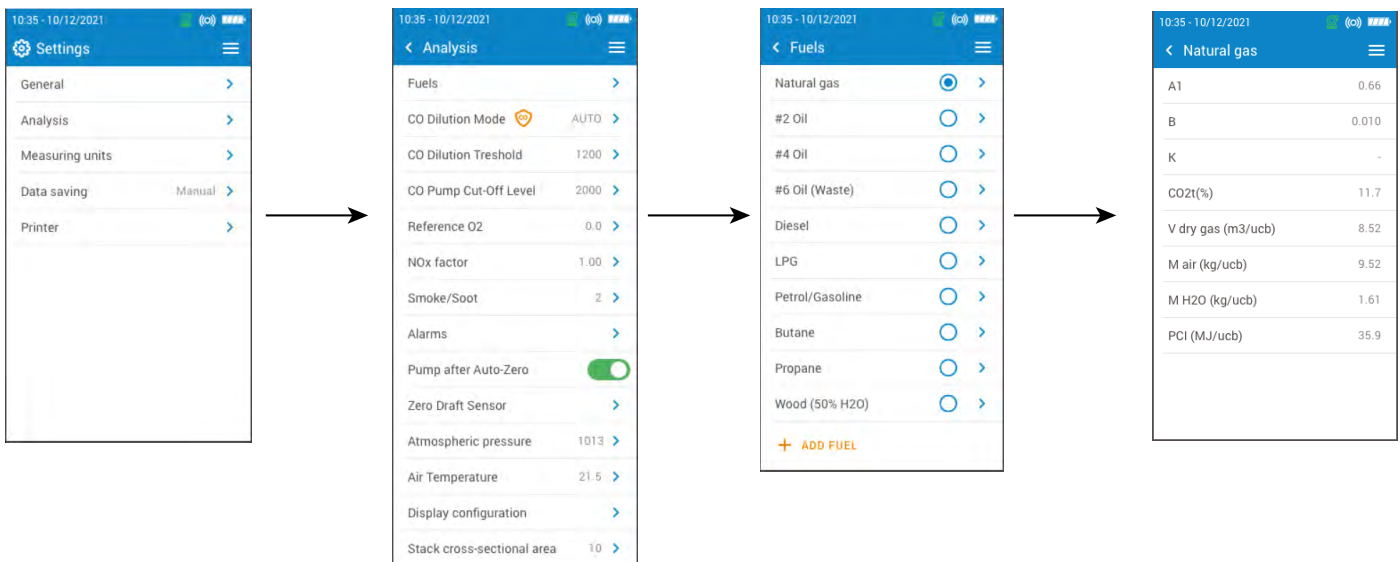 10:35 - 10/12/2021
Settings
General
Analysis
Measuring units
Data saving Manual
Printer
10:35 - 10/12/2021
Analysis
Fuels
CO Dilution Mode CO AUTO
CO Dilution Treshold 1200
CO Pump Cut-Off Level 2000
Reference O2 0.0
NOx factor 1.00
Smoke/Soot 2
Alarms
Pump after Auto-Zero
Zero Draft Sensor
Atmospheric pressure 1013
Air Temperature 21.5
Display configuration
Stack cross-sectional area 10
10:35 - 10/12/2021
Fuels
Natural gas
#2 Oil
#4 Oil
#6 Oil (Waste)
Diesel
LPG
Petrol/Gasoline
Butane
Propane
Wood (50% H2O)
+ ADD FUEL
10:35 - 10/12/2021
Natural gas
A1 0.66
B 0.010
K -
CO2t(%) 11.7
V dry gas (m3/ucb) 8.52
M air (kg/ucb) 9.52
M H2O (kg/ucb) 1.61
PCI (MJ/ucb) 35.9